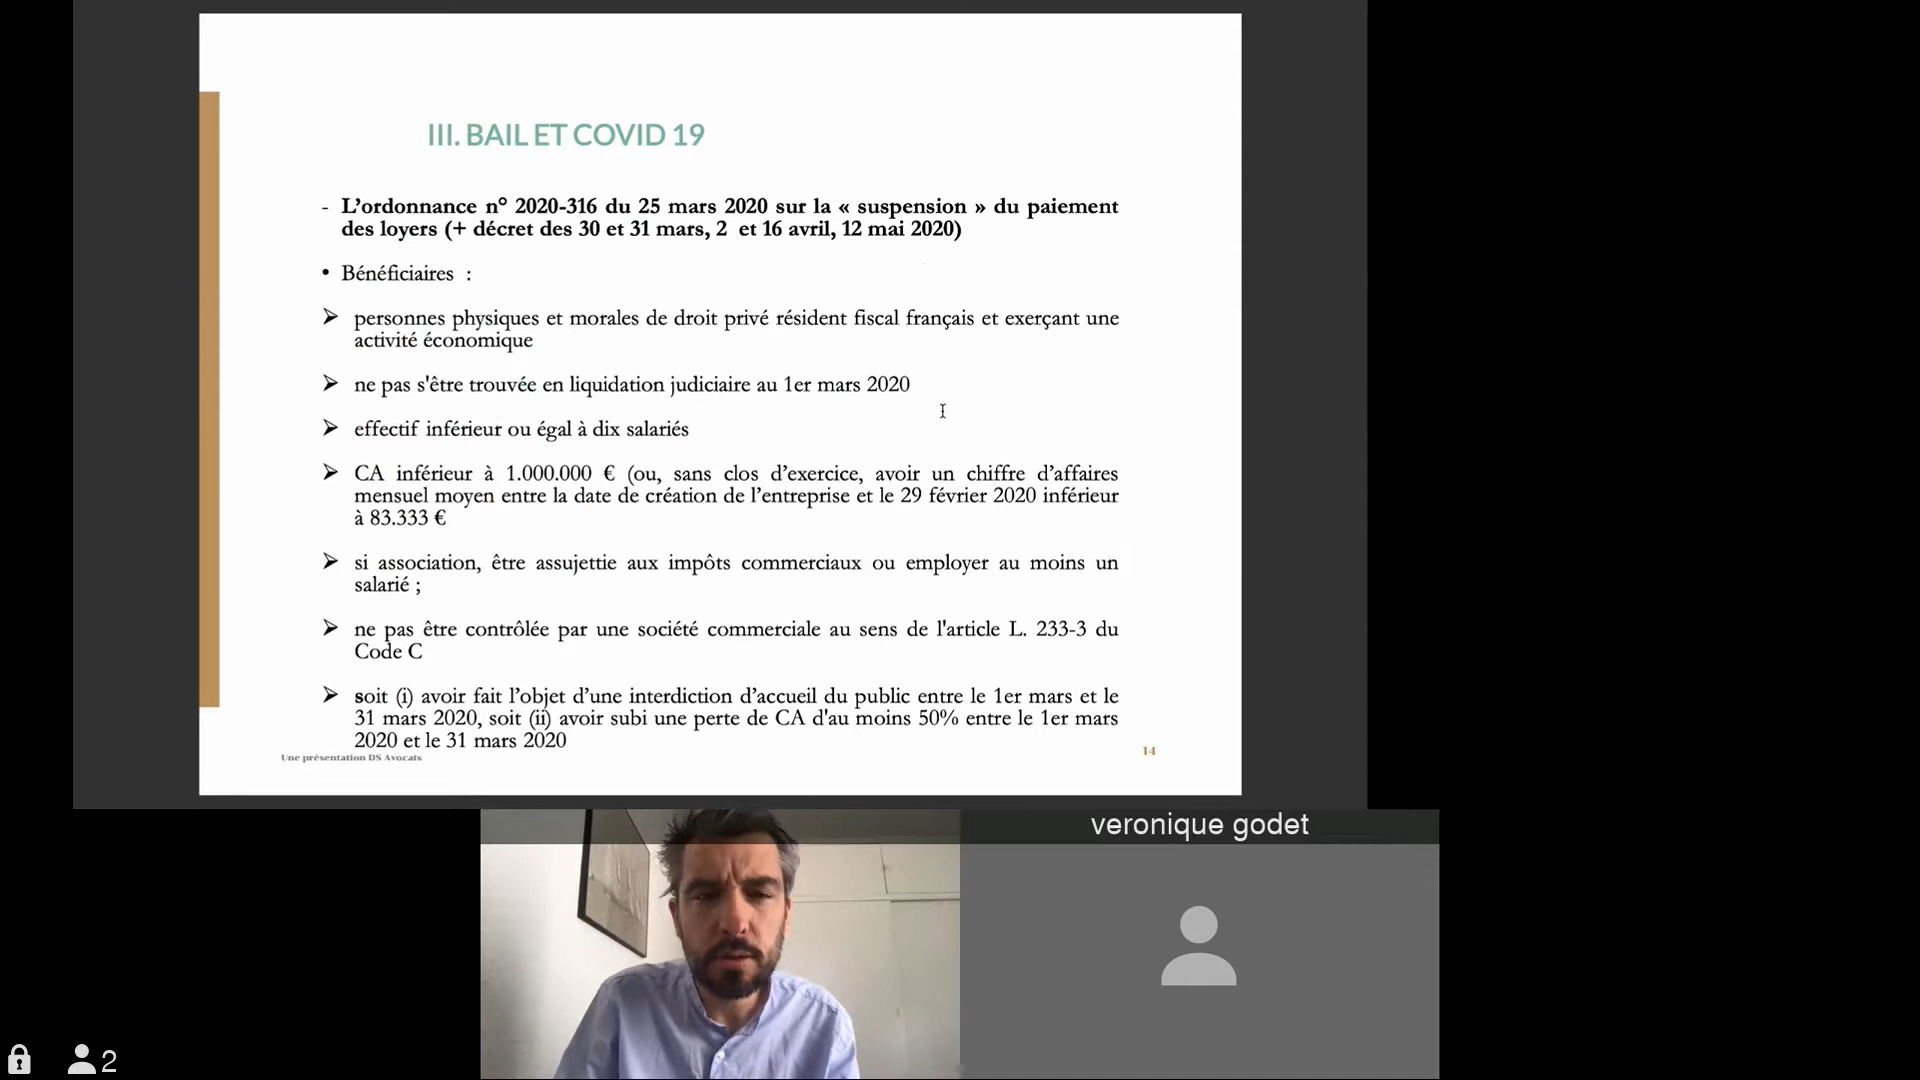 III. BAIL ET COVID 19
- L’ordonnance n° 2020-316 du 25 mars 2020 sur la « suspension » du paiement
des loyers (+ décret des 30 et 31 mars, 2 et 16 avril, 12 mai 2020)
• Bénéficiaires :
➢ personnes physiques et morales de droit privé résident fiscal français et exerçant une
activité économique
➢ ne pas s'être trouvée en liquidation judiciaire au 1er mars 2020
➢ effectif inférieur ou égal à dix salariés
➢ CA inférieur à 1.000.000 € (ou, sans clos d’exercice, avoir un chiffre d’affaires
mensuel moyen entre la date de création de l’entreprise et le 29 février 2020 inférieur
à 83.333 €
➢ si association, être assujettie aux impôts commerciaux ou employer au moins un
salarié ;
➢ ne pas être contrôlée par une société commerciale au sens de l'article L. 233-3 du
Code C
➢ soit (i) avoir fait l’objet d’une interdiction d’accueil du public entre le 1er mars et le
31 mars 2020, soit (ii) avoir subi une perte de CA d'au moins 50% entre le 1er mars
2020 et le 31 mars 2020
Une présentation DS Avocats
14
veronique godet
2